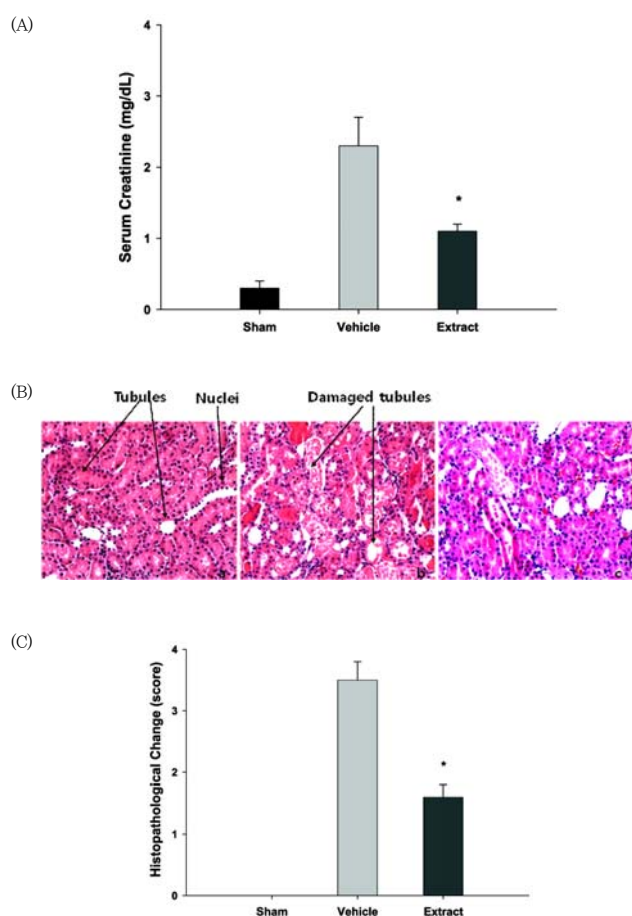 (A)
4
3
2
1
0
Serum Creatinine (mg/dL)
*
Sham Vehicle Extract
(B)
Tubules Nuclei Damaged tubules
a b c
(C)
4
3
2
1
0
Histopathological Change (score)
*
Sham Vehicle Extract